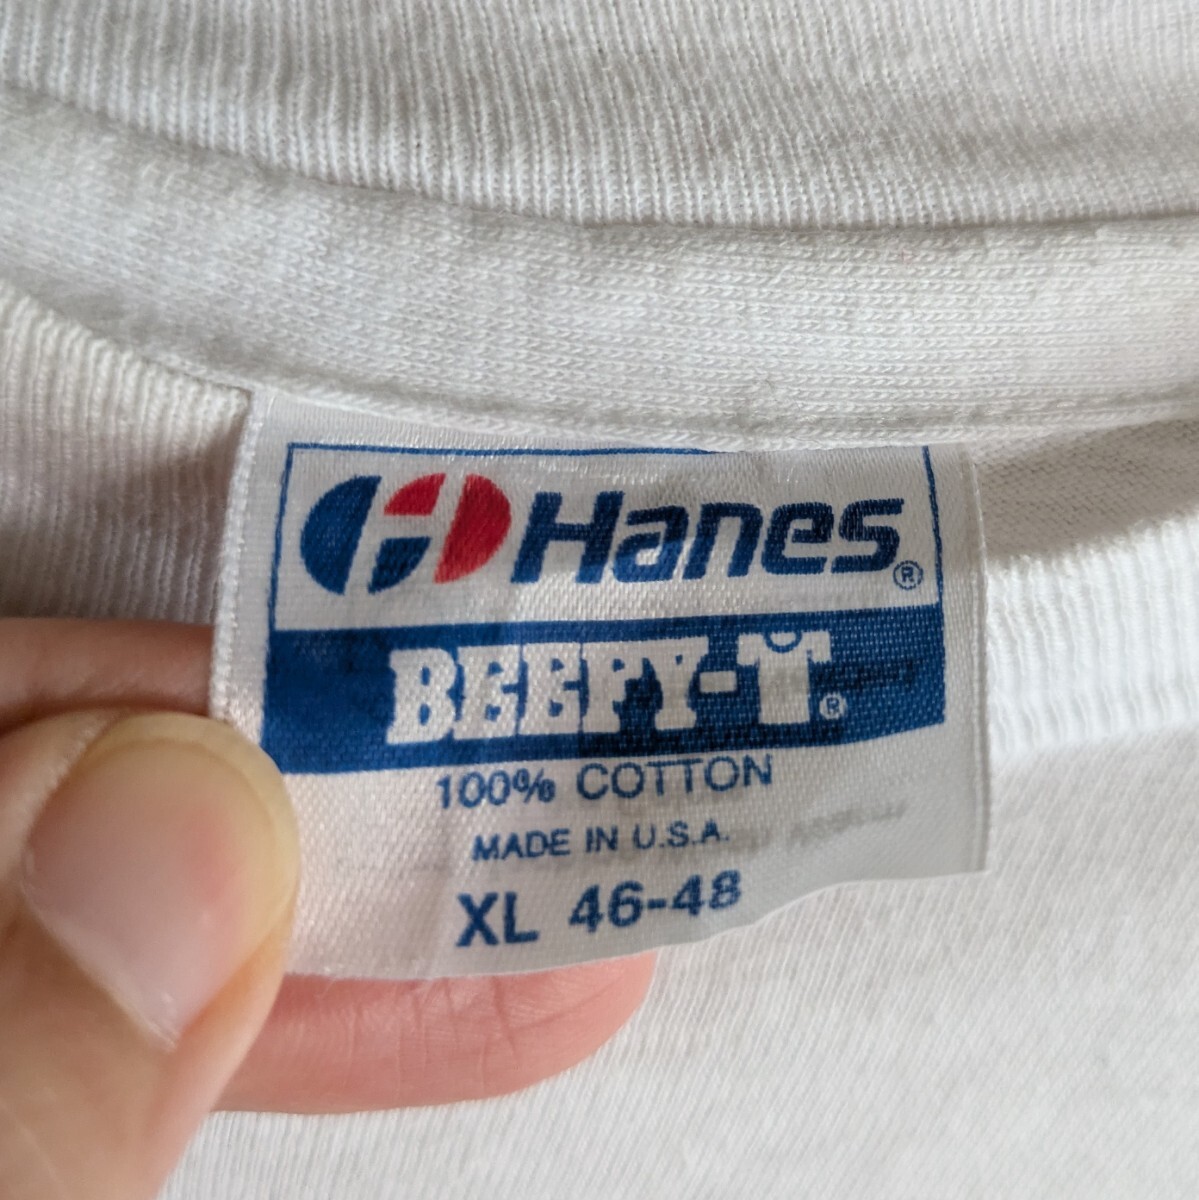 Hanes®
BEEFY-T®
100% COTTON
MADE IN U.S.A.
XL 46-48